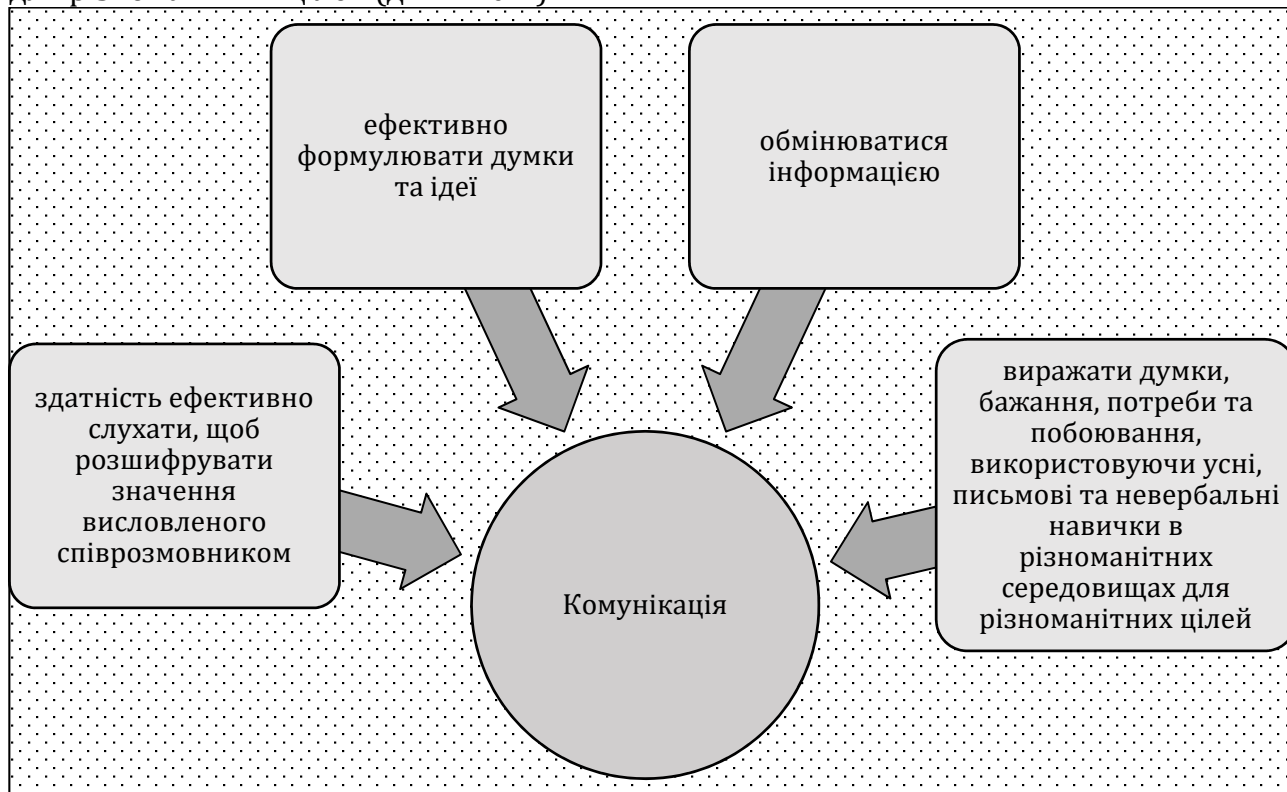 ефективно
формулювати думки
та ідеї
обмінюватися
інформацією
здатність ефективно
слухати, щоб
розшифрувати
значення
висловленого
співрозмовником
виражати думки,
бажання, потреби та
побоювання,
використовуючи усні,
письмові та невербальні
навички в
різноманітних
середовищах для
різноманітних цілей
Комунікація